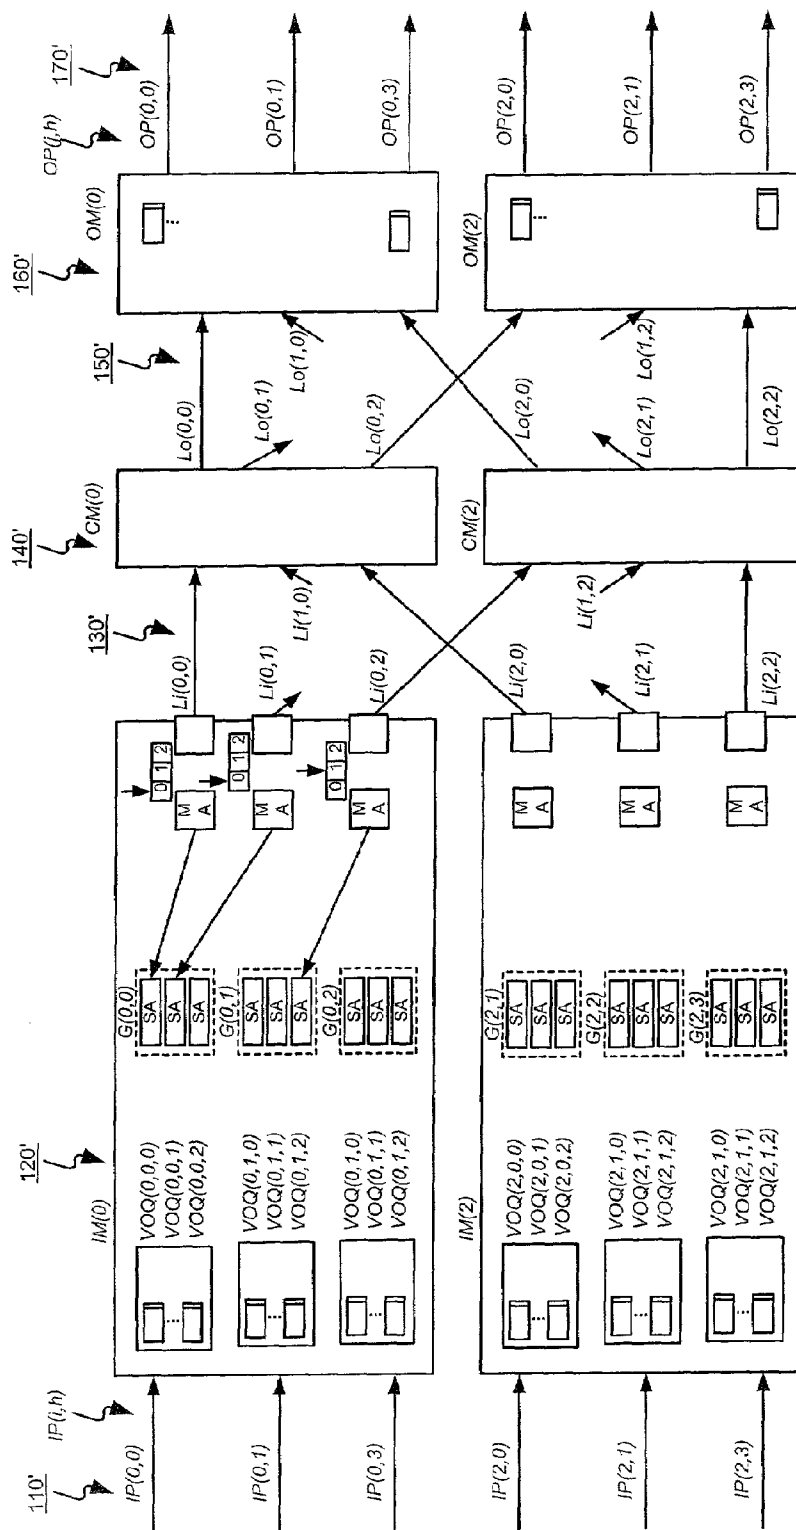 110'
IP(i,h)
120'
130'
140'
150'
160'
OP(j,h)
170'
IM(0)
CM(0)
OM(0)
IP(0,0)
IP(0,1)
IP(0,3)
VOQ(0,0,0)
VOQ(0,0,1)
VOQ(0,0,2)
VOQ(0,1,0)
VOQ(0,1,1)
VOQ(0,1,2)
VOQ(0,1,0)
VOQ(0,1,1)
VOQ(0,1,2)
G(0,0)
SA
SA
SA
G(0,1)
SA
SA
SA
G(0,2)
SA
SA
SA
M A
M A
M A
0 1 2
0 1 2
0 1 2
Li(0,0)
Li(0,1)
Li(0,2)
Li(1,0)
Lo(0,0)
Lo(0,1)
Lo(0,2)
Lo(1,0)
OP(0,0)
OP(0,1)
OP(0,3)
IM(2)
CM(2)
OM(2)
IP(2,0)
IP(2,1)
IP(2,3)
VOQ(2,0,0)
VOQ(2,0,1)
VOQ(2,0,2)
VOQ(2,1,0)
VOQ(2,1,1)
VOQ(2,1,2)
VOQ(2,1,0)
VOQ(2,1,1)
VOQ(2,1,2)
G(2,1)
SA
SA
SA
G(2,2)
SA
SA
SA
G(2,3)
SA
SA
SA
M A
M A
M A
Li(2,0)
Li(2,1)
Li(2,2)
Li(1,2)
Lo(2,0)
Lo(2,1)
Lo(2,2)
Lo(1,2)
OP(2,0)
OP(2,1)
OP(2,3)